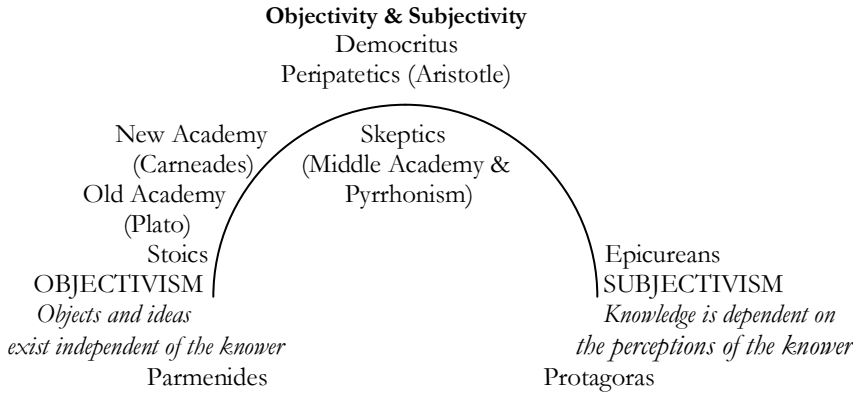 Objectivity & Subjectivity
Democritus
Peripatetics (Aristotle)
New Academy
(Carneades)
Old Academy
(Plato)
Stoics
OBJECTIVISM
Objects and ideas
exist independent of the knower
Parmenides
Skeptics
(Middle Academy &
Pyrrhonism)
Epicureans
SUBJECTIVISM
Knowledge is dependent on
the perceptions of the knower
Protagoras